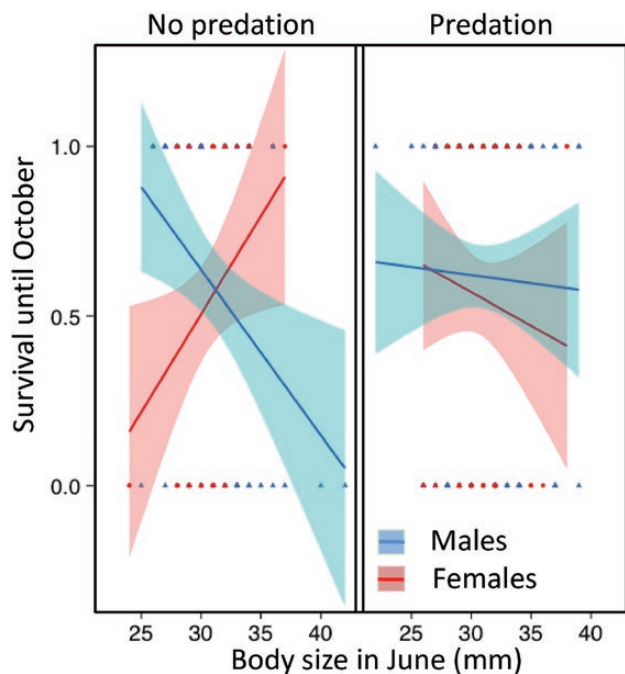 No predation
Predation
Survival until October
1.0
0.5
0.0
Males
Females
25 30 35 40
25 30 35 40
Body size in June (mm)